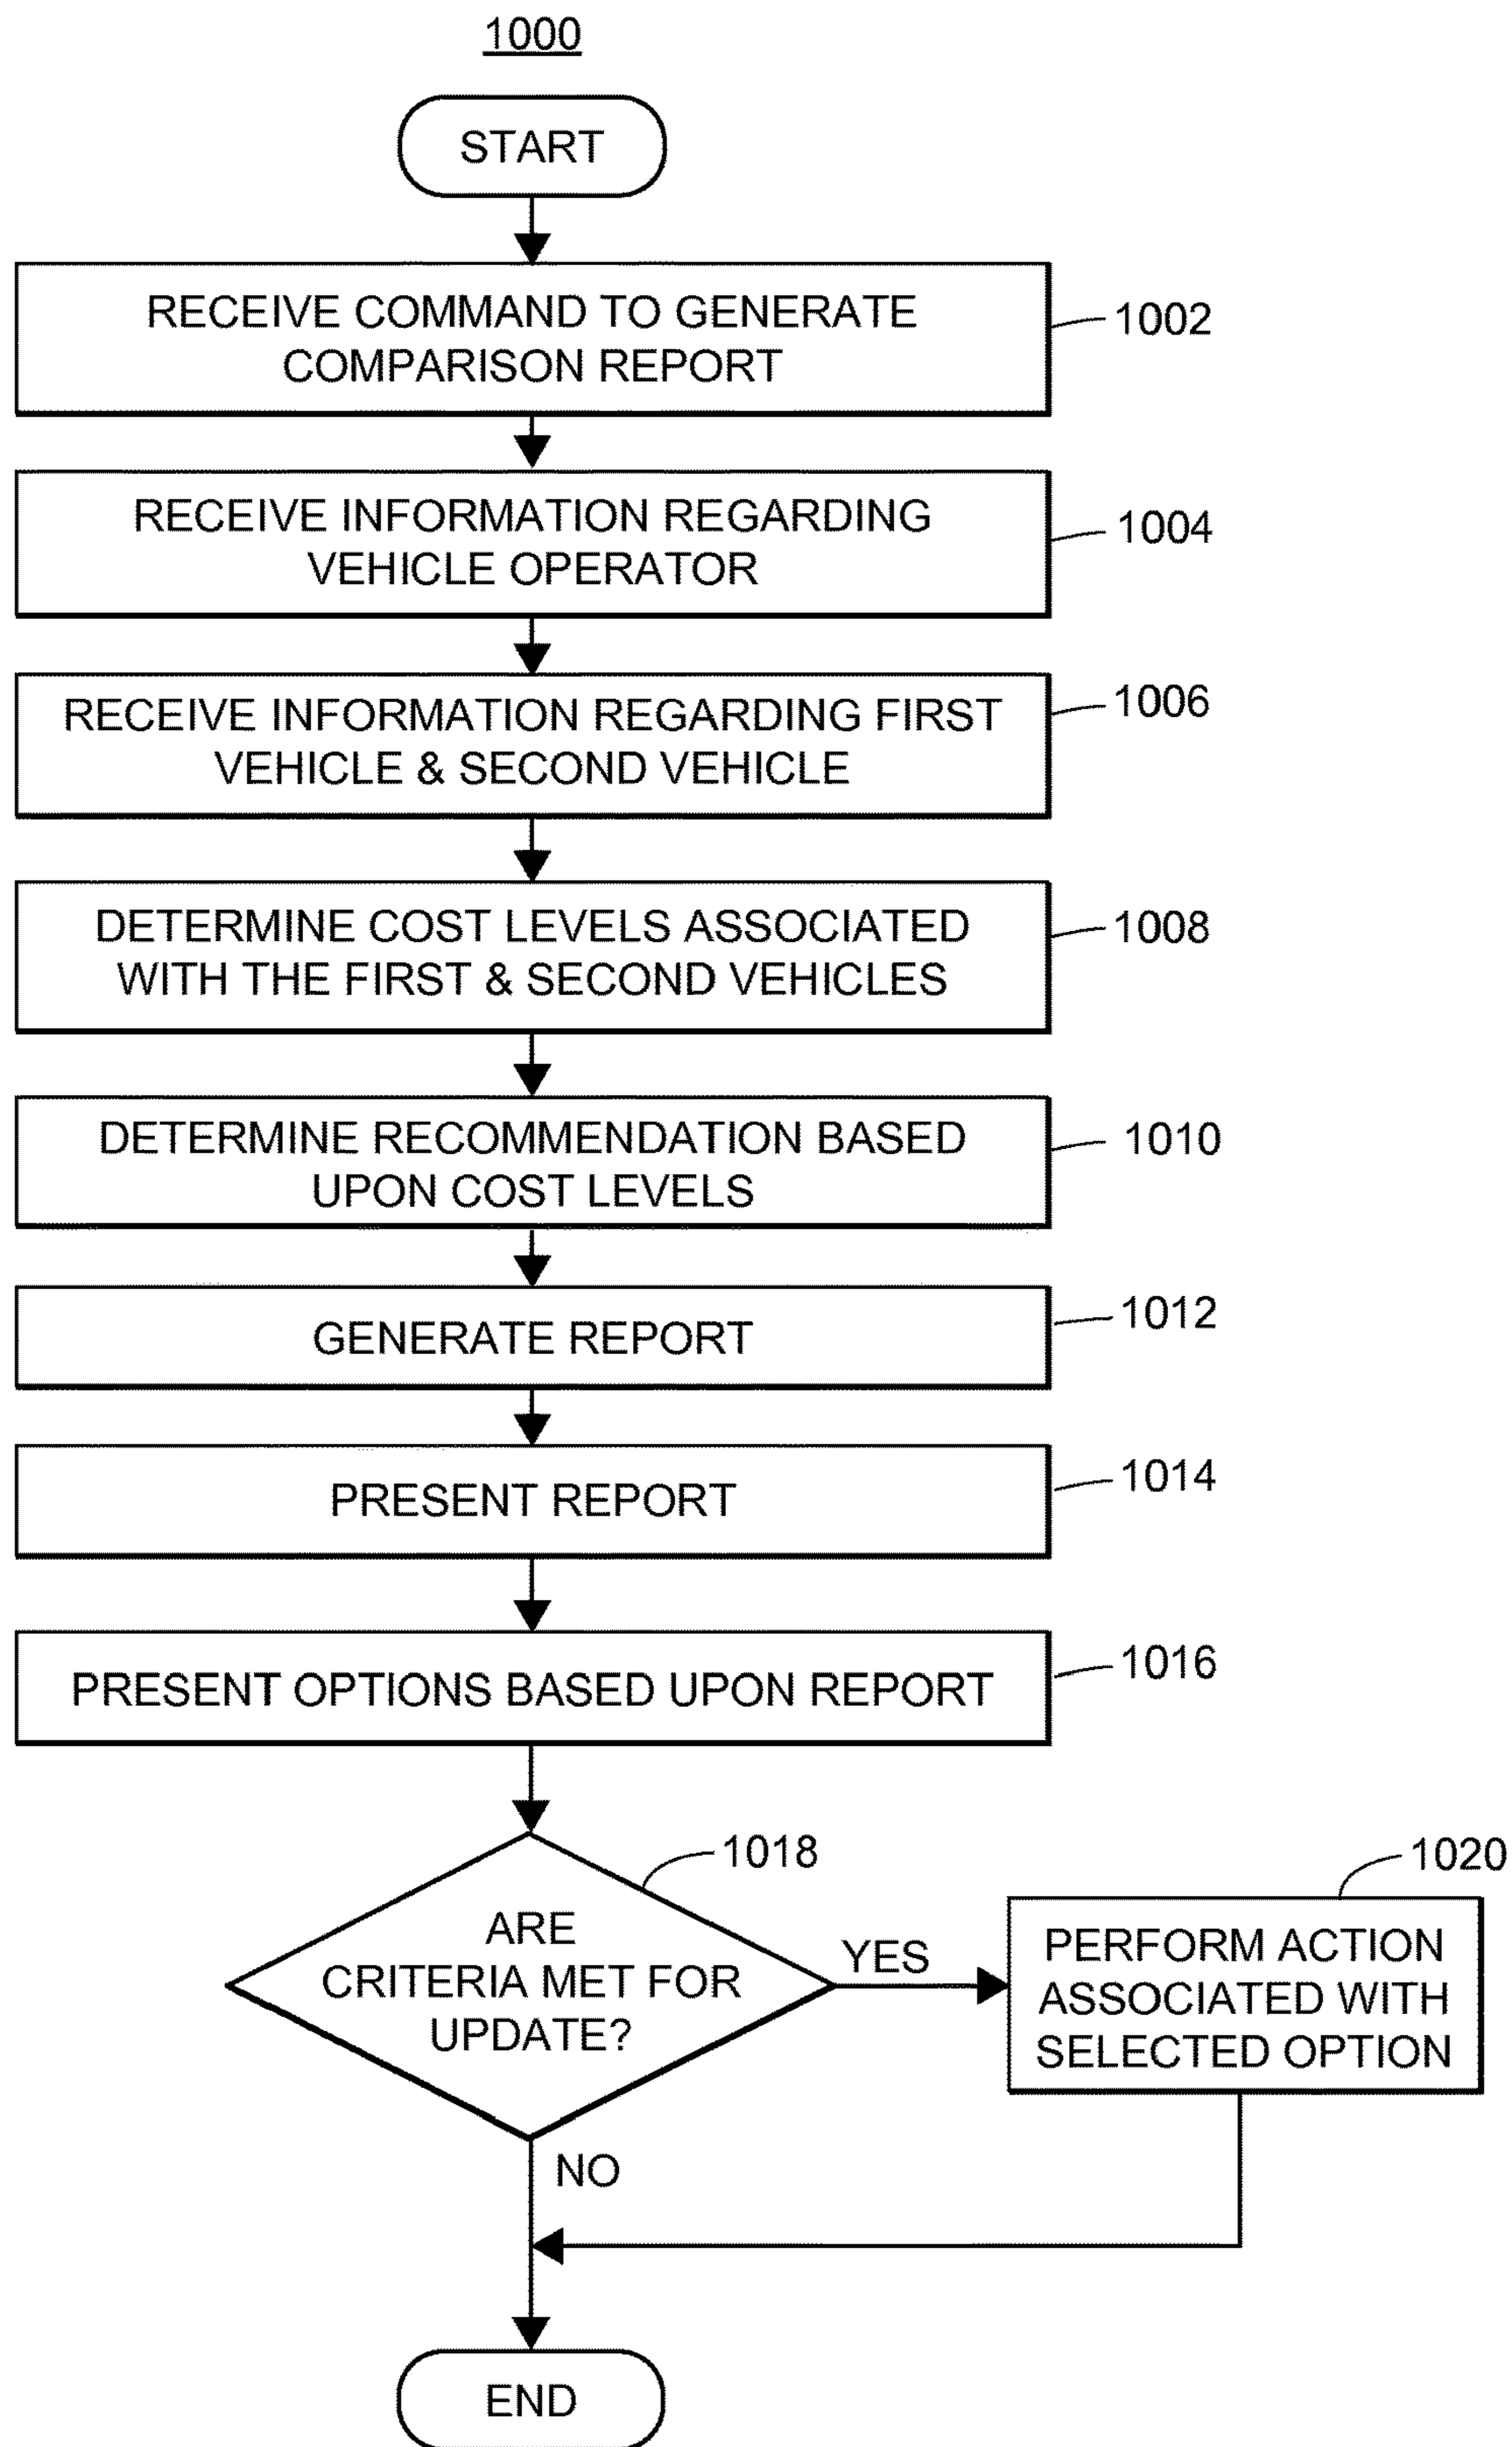 1000
START
RECEIVE COMMAND TO GENERATE
COMPARISON REPORT
1002
RECEIVE INFORMATION REGARDING
VEHICLE OPERATOR
1004
RECEIVE INFORMATION REGARDING FIRST
VEHICLE & SECOND VEHICLE
1006
DETERMINE COST LEVELS ASSOCIATED
WITH THE FIRST & SECOND VEHICLES
1008
DETERMINE RECOMMENDATION BASED
UPON COST LEVELS
1010
GENERATE REPORT
1012
PRESENT REPORT
1014
PRESENT OPTIONS BASED UPON REPORT
1016
ARE
CRITERIA MET FOR
UPDATE?
1018
YES
PERFORM ACTION
ASSOCIATED WITH
SELECTED OPTION
1020
NO
END